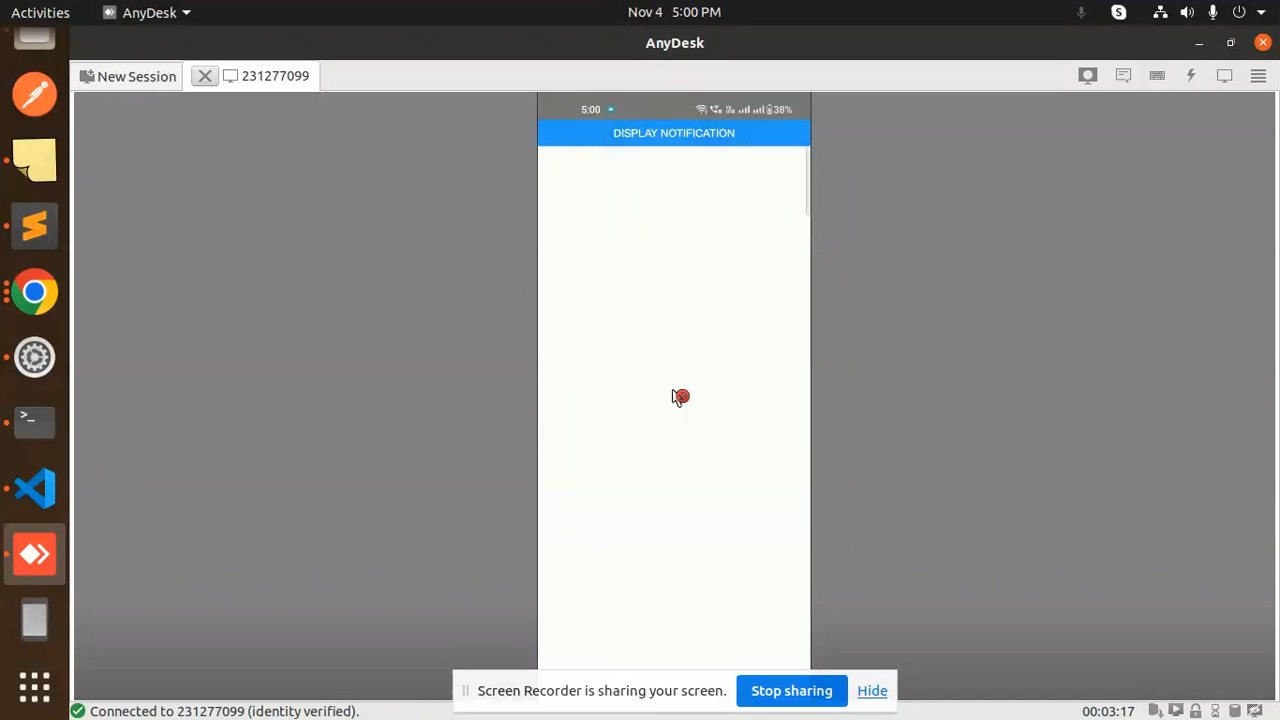 Activities AnyDesk Nov 4 5:00 PM
AnyDesk
New Session 231277099
5:00 38%
DISPLAY NOTIFICATION
>_
Screen Recorder is sharing your screen. Stop sharing Hide
Connected to 231277099 (identity verified). 00:03:17